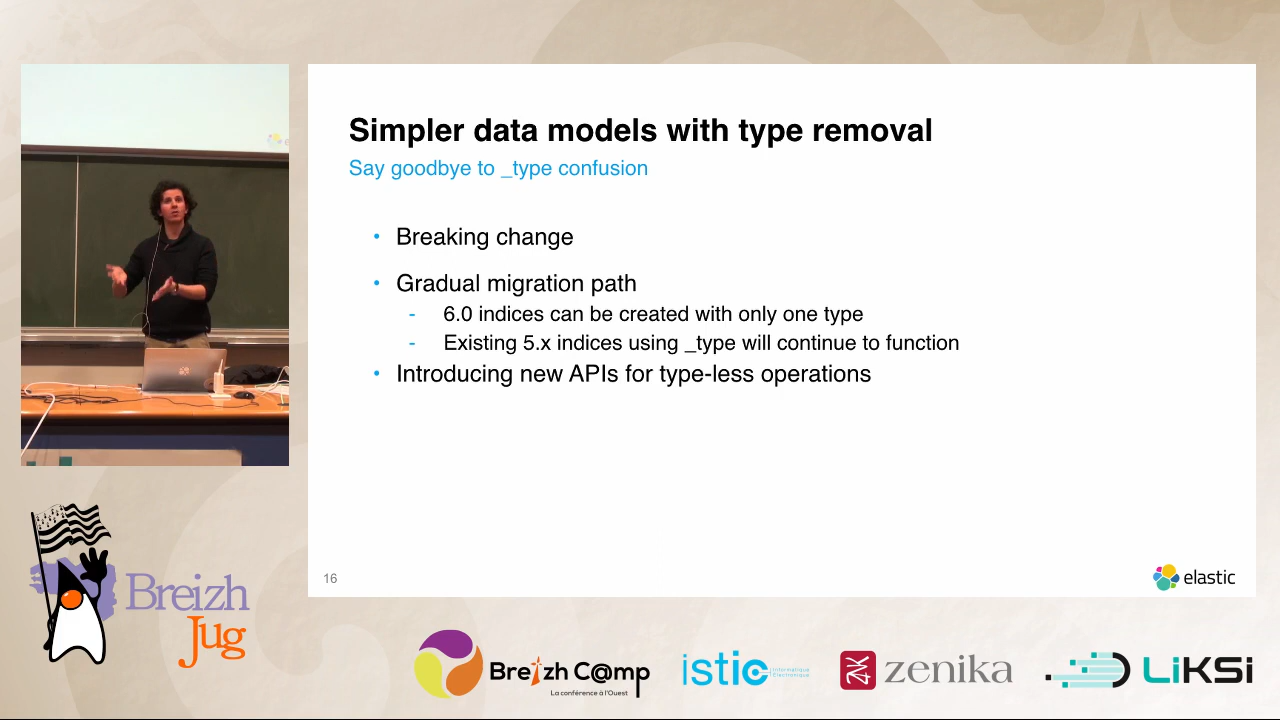 Simpler data models with type removal
Say goodbye to _type confusion
• Breaking change
• Gradual migration path
- 6.0 indices can be created with only one type
- Existing 5.x indices using _type will continue to function
• Introducing new APIs for type-less operations
16
elastic
Breizh
Jug
Breizh C@mp
La conférence à l'Ouest
istic
Informatique
Electronique
zenika
LiKSi